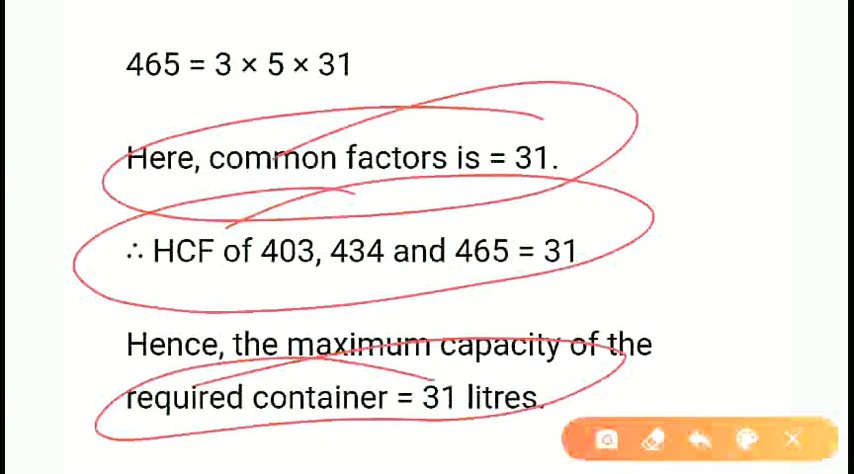 465 = 3 × 5 × 31
Here, common factors is = 31.
∴ HCF of 403, 434 and 465 = 31
Hence, the maximum capacity of the
required container = 31 litres.